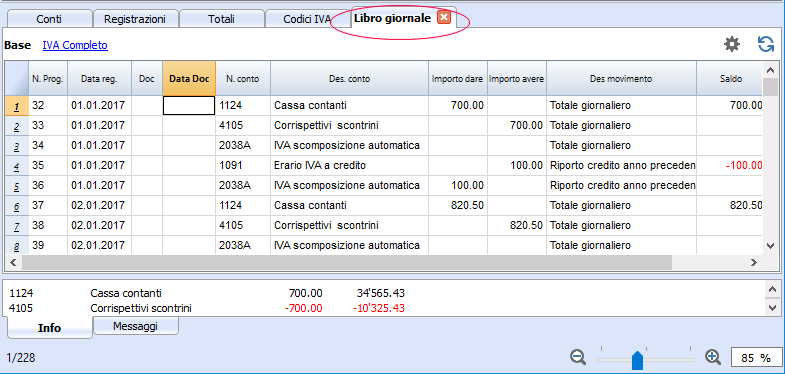 Conti Registrazioni Totali Codici IVA Libro giornale
Base IVA Completo
N. Prog. Data reg. Doc Data Doc N. conto Des. conto Importo dare Importo avere Des movimento Saldo
1 32 01.01.2017 1124 Cassa contanti 700.00 Totale giornaliero 700.00
2 33 01.01.2017 4105 Corrispettivi scontrini 700.00 Totale giornaliero
3 34 01.01.2017 2038A IVA scomposizione automatica Totale giornaliero
4 35 01.01.2017 1091 Erario IVA a credito 100.00 Riporto credito anno preceden -100.00
5 36 01.01.2017 2038A IVA scomposizione automatica 100.00 Riporto credito anno preceden
6 37 02.01.2017 1124 Cassa contanti 820.50 Totale giornaliero 820.50
7 38 02.01.2017 4105 Corrispettivi scontrini 820.50 Totale giornaliero
8 39 02.01.2017 2038A IVA scomposizione automatica Totale giornaliero
1124 Cassa contanti 700.00 34'565.43
4105 Corrispettivi scontrini -700.00 -10'325.43
Info Messaggi
1/228 85 %